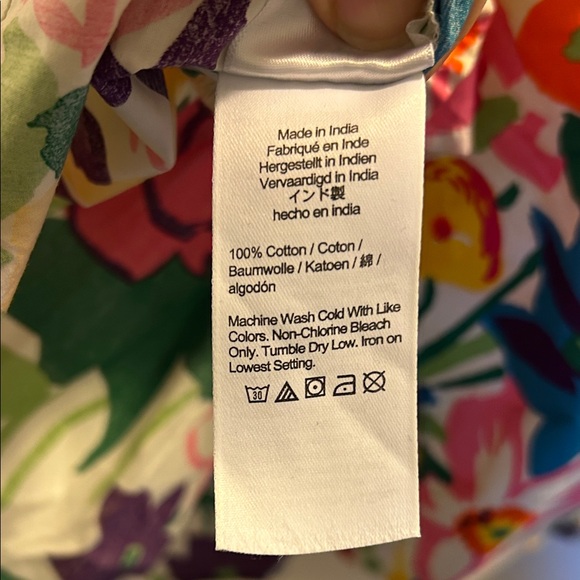 Made in India
Fabriqué en Inde
Hergestellt in Indien
Vervaardigd in India
インド製
hecho en india
100% Cotton / Coton /
Baumwolle / Katoen / 綿 /
algodón
Machine Wash Cold With Like
Colors. Non-Chlorine Bleach
Only. Tumble Dry Low. Iron on
Lowest Setting.
30